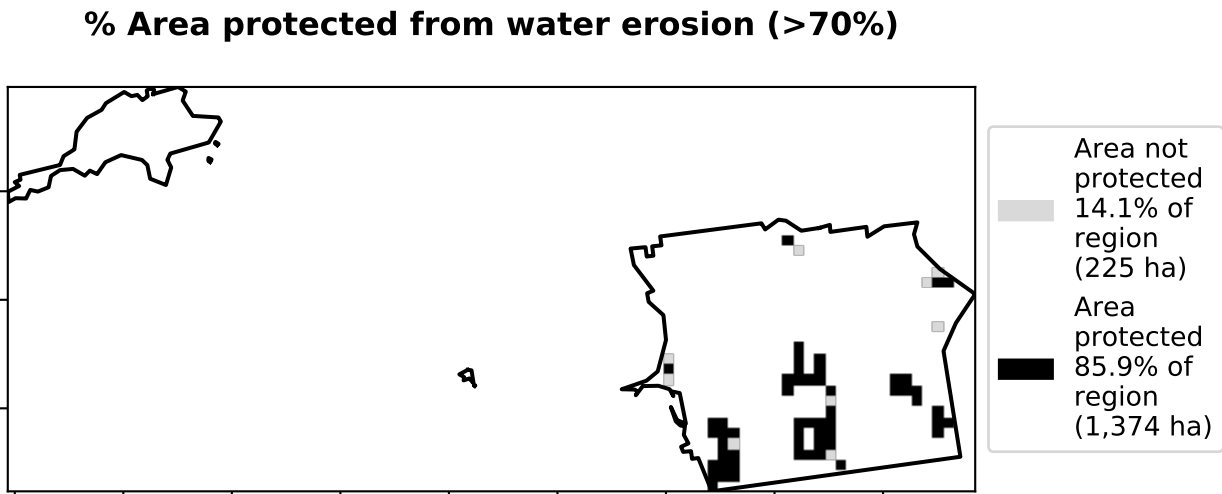 % Area protected from water erosion (>70%)
Area not
protected
14.1% of
region
(225 ha)
Area
protected
85.9% of
region
(1,374 ha)